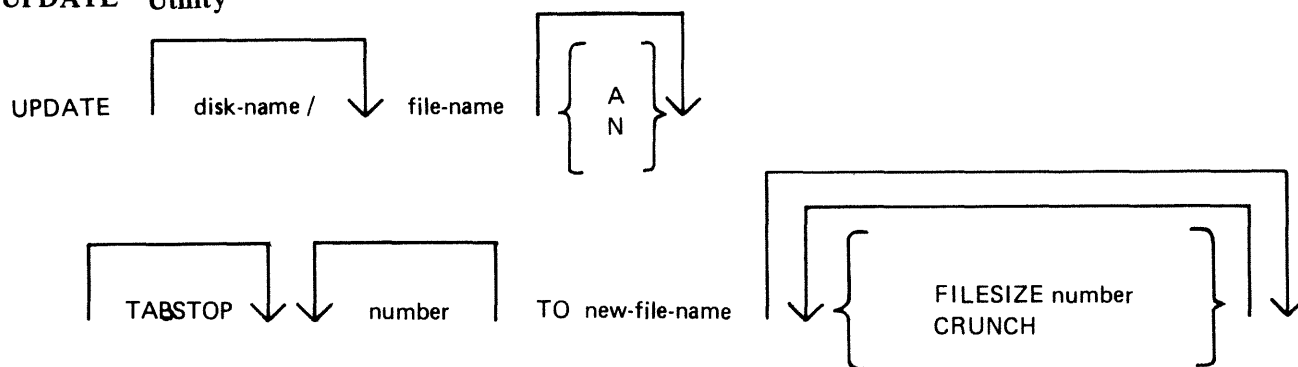 UPDATE Utility
UPDATE disk-name / file-name { A
N }
TABSTOP number TO new-file-name { FILESIZE number
CRUNCH }